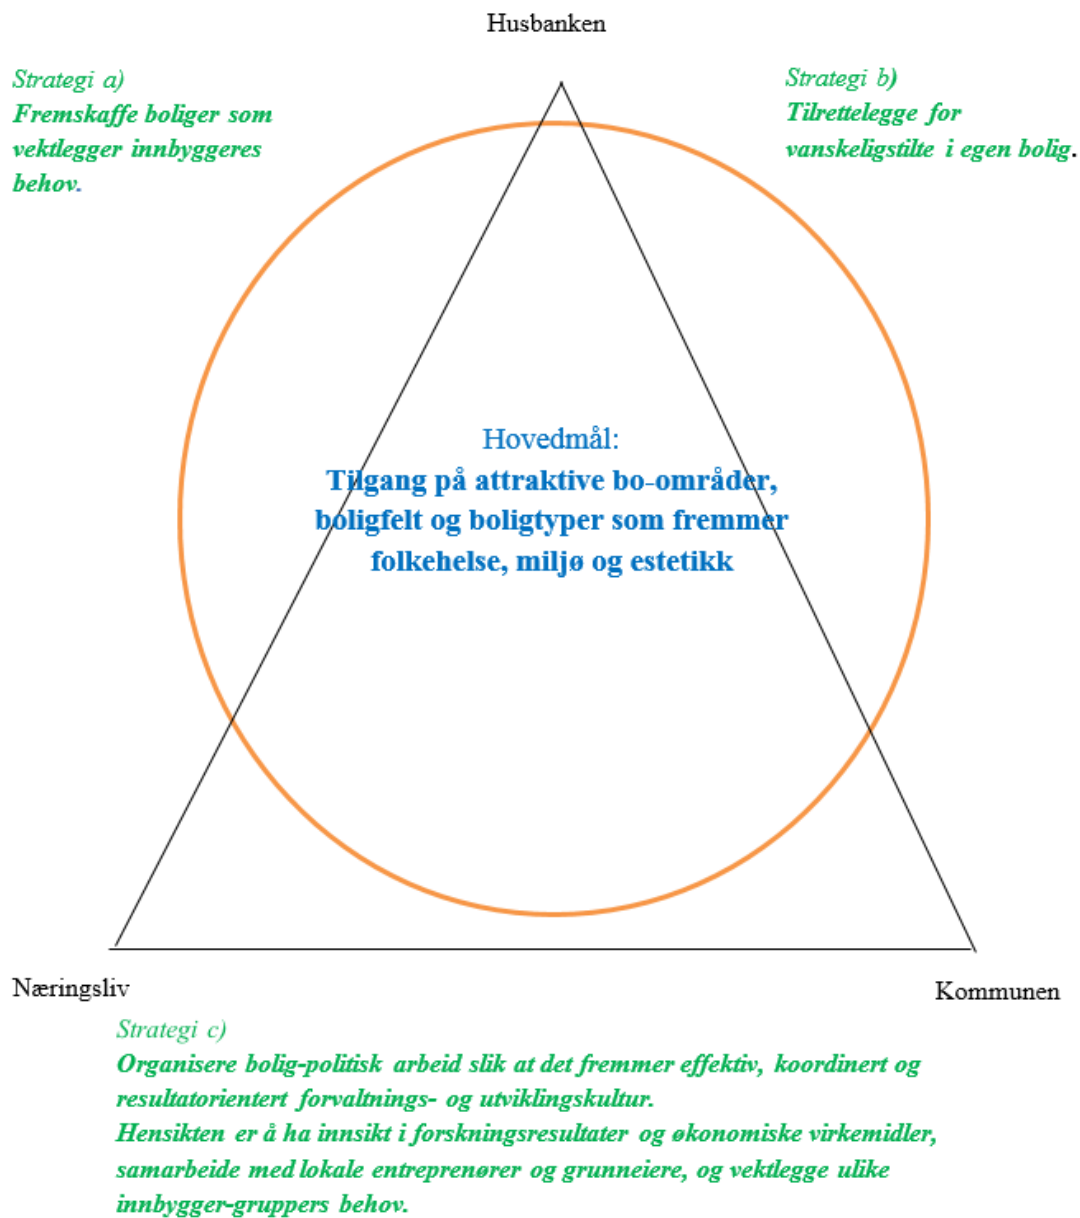 Husbanken
Strategi a)
Fremskaffe boliger som
vektlegger innbyggeres
behov.
Strategi b)
Tilrettelegge for
vanskeligstilte i egen bolig.
Hovedmål:
Tilgang på attraktive bo-områder,
boligfelt og boligtyper som fremmer
folkehelse, miljø og estetikk
Næringsliv
Kommunen
Strategi c)
Organisere bolig-politisk arbeid slik at det fremmer effektiv, koordinert og
resultatorientert forvaltnings- og utviklingskultur.
Hensikten er å ha innsikt i forskningsresultater og økonomiske virkemidler,
samarbeide med lokale entreprenører og grunneiere, og vektlegge ulike
innbygger-gruppers behov.